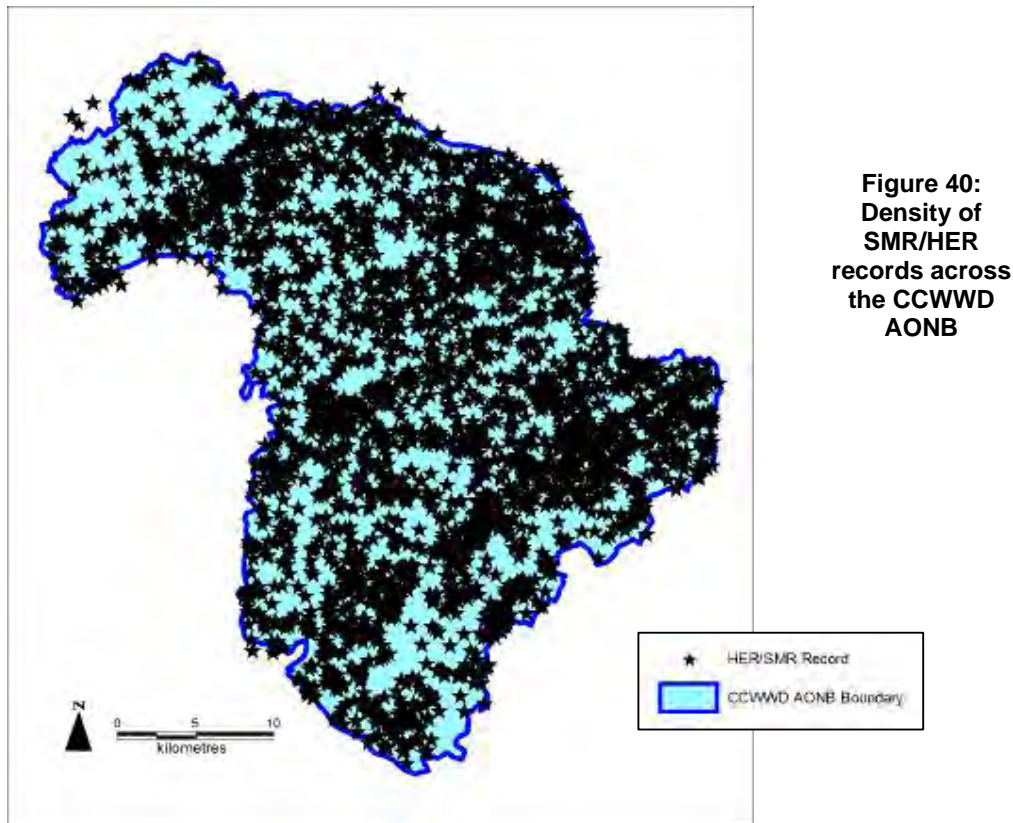 Figure 40:
Density of
SMR/HER
records across
the CCWWD
AONB
HER/SMR Record
CCWWD AONB Boundary
N
0 5 10
kilometres